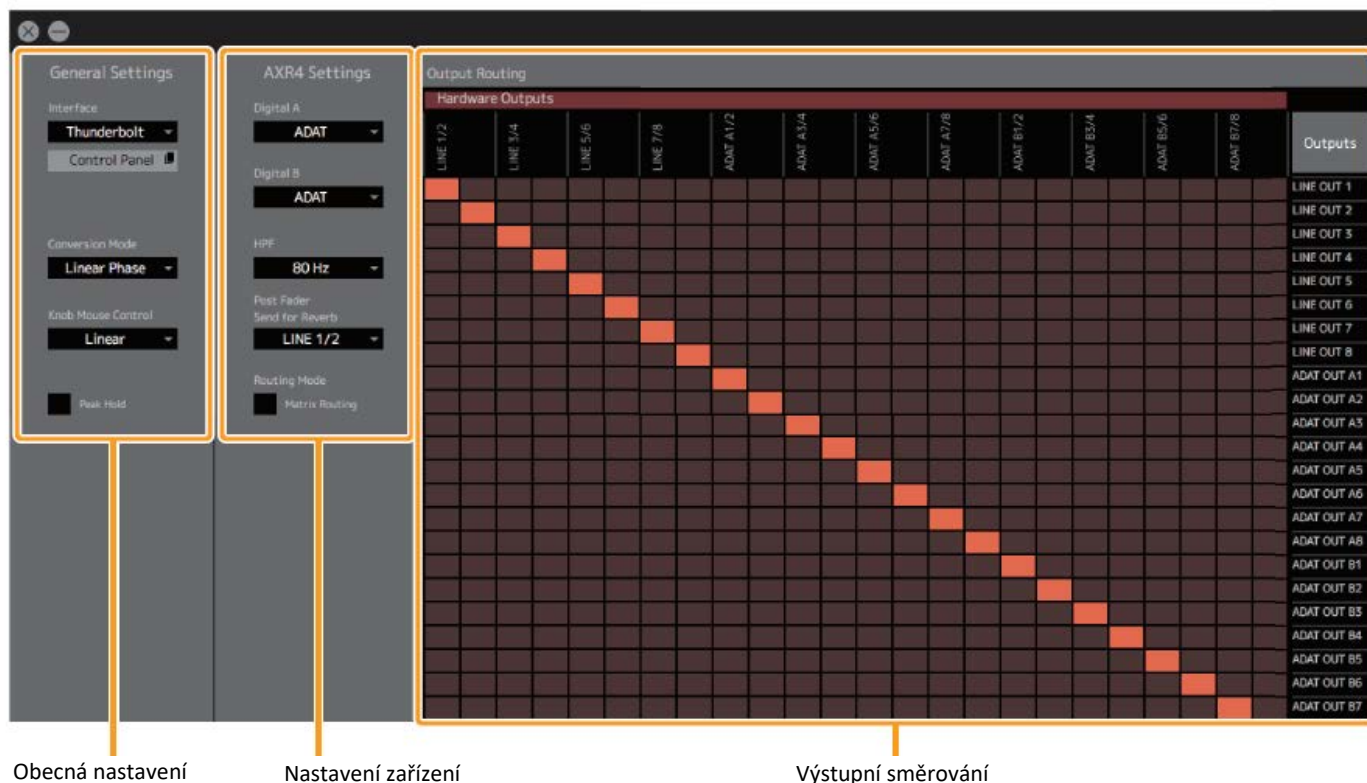 General Settings
Interface
Thunderbolt
Control Panel
Conversion Mode
Linear Phase
Knob Mouse Control
Linear
Peak Hold
AXR4 Settings
Digital A
ADAT
Digital B
ADAT
HPF
80 Hz
Post Fader
Send for Reverb
LINE 1/2
Routing Mode
Matrix Routing
Output Routing
Hardware Outputs
LINE 1/2
LINE 3/4
LINE 5/6
LINE 7/8
ADAT A1/2
ADAT A3/4
ADAT A5/6
ADAT A7/8
ADAT B1/2
ADAT B3/4
ADAT B5/6
ADAT B7/8
Outputs
LINE OUT 1
LINE OUT 2
LINE OUT 3
LINE OUT 4
LINE OUT 5
LINE OUT 6
LINE OUT 7
LINE OUT 8
ADAT OUT A1
ADAT OUT A2
ADAT OUT A3
ADAT OUT A4
ADAT OUT A5
ADAT OUT A6
ADAT OUT A7
ADAT OUT A8
ADAT OUT B1
ADAT OUT B2
ADAT OUT B3
ADAT OUT B4
ADAT OUT B5
ADAT OUT B6
ADAT OUT B7
Obecná nastavení
Nastavení zařízení
Výstupní směrování